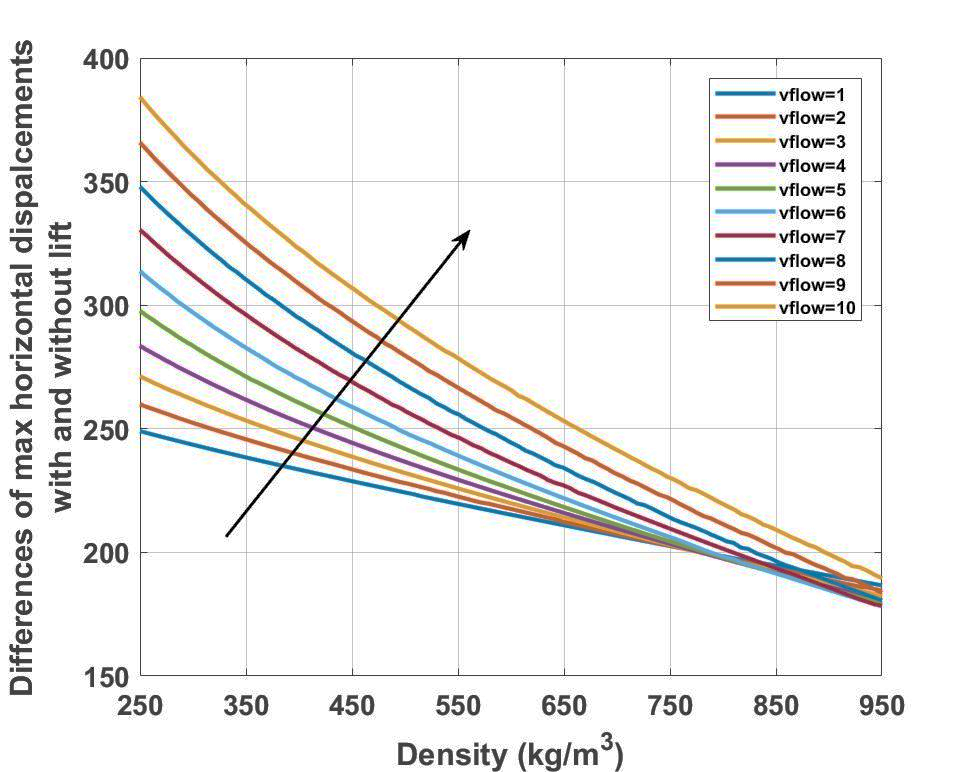 Differences of max horizontal dispalcements
with and without lift
400
350
300
250
200
150
250 350 450 550 650 750 850 950
Density (kg/m³)
vflow=1
vflow=2
vflow=3
vflow=4
vflow=5
vflow=6
vflow=7
vflow=8
vflow=9
vflow=10